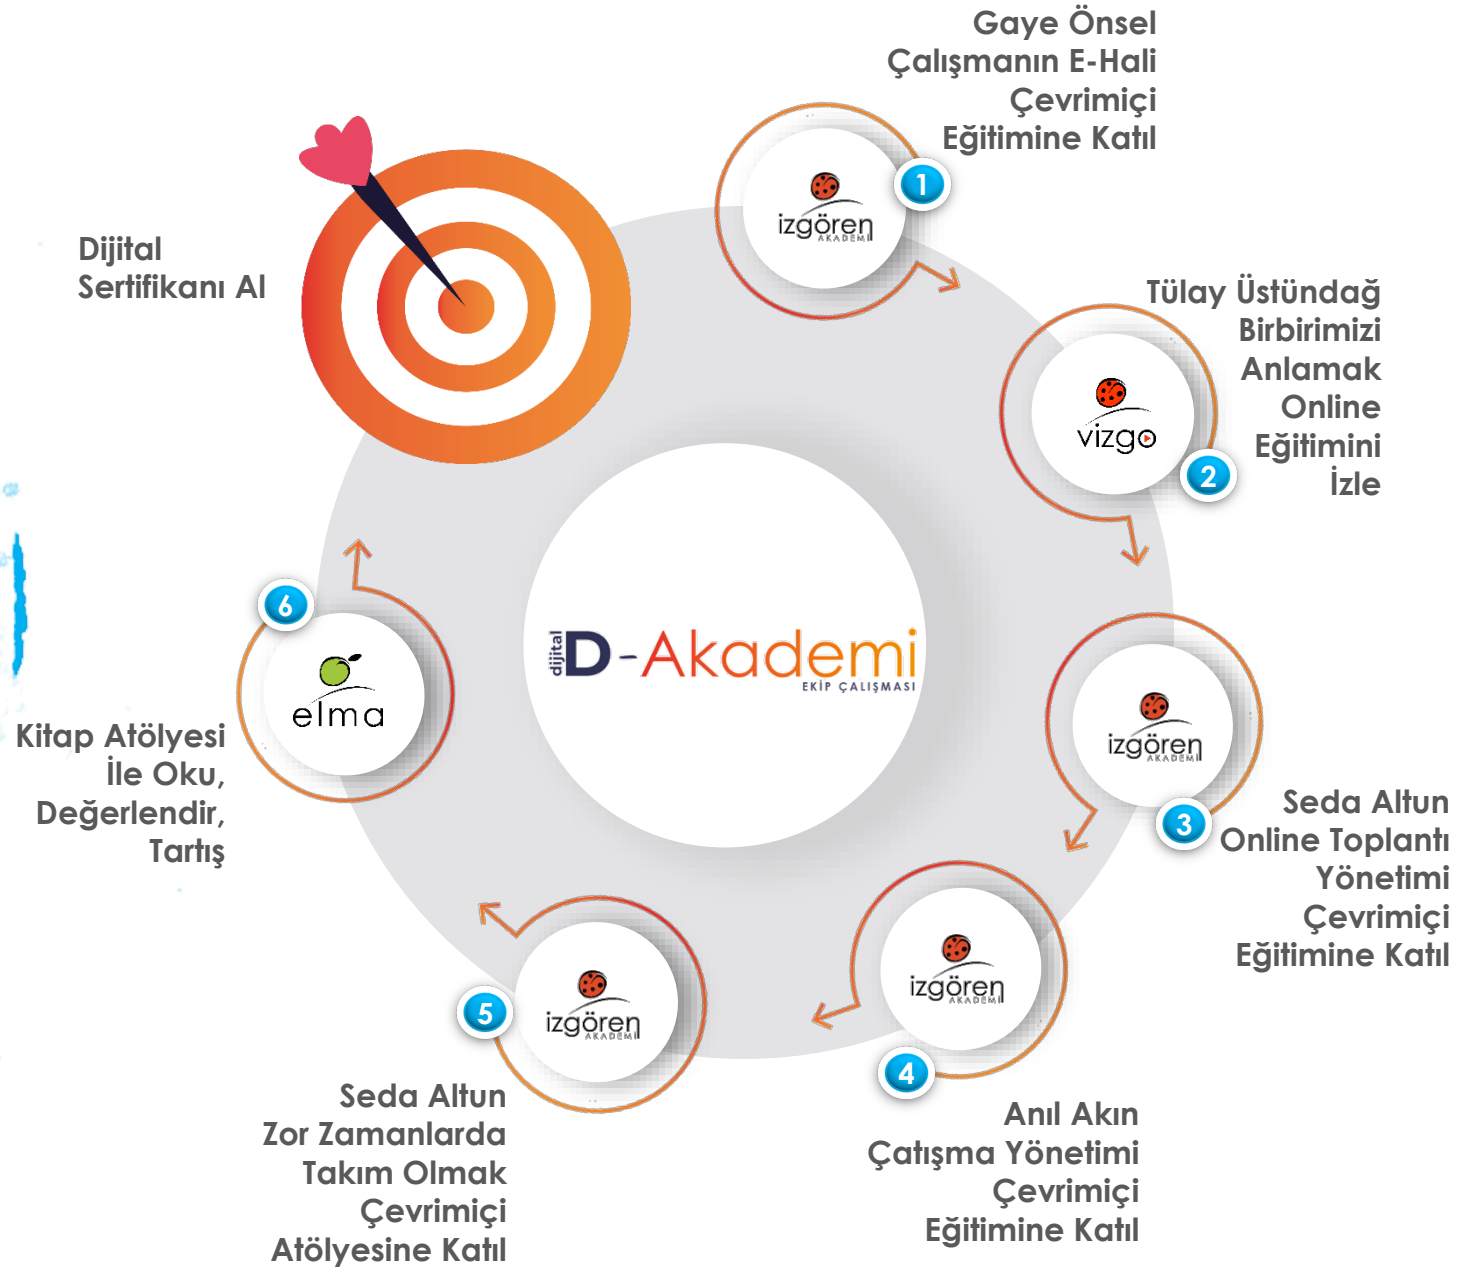 Gaye Önsel
Çalışmanın E-Hali
Çevrimiçi
Eğitimine Katıl
1
izgören
AKADEMİ
Tülay Üstündağ
Birbirimizi
Anlamak
Online
Eğitimini
İzle
2
vizgo
Seda Altun
Online Toplantı
Yönetimi
Çevrimiçi
Eğitimine Katıl
3
izgören
AKADEMİ
Anıl Akın
Çatışma Yönetimi
Çevrimiçi
Eğitimine Katıl
4
izgören
AKADEMİ
Seda Altun
Zor Zamanlarda
Takım Olmak
Çevrimiçi
Atölyesine Katıl
5
izgören
AKADEMİ
Kitap Atölyesi
İle Oku,
Değerlendir,
Tartış
6
elma
Dijital
Sertifikanı Al
dijital D-Akademi
EKİP ÇALIŞMASI